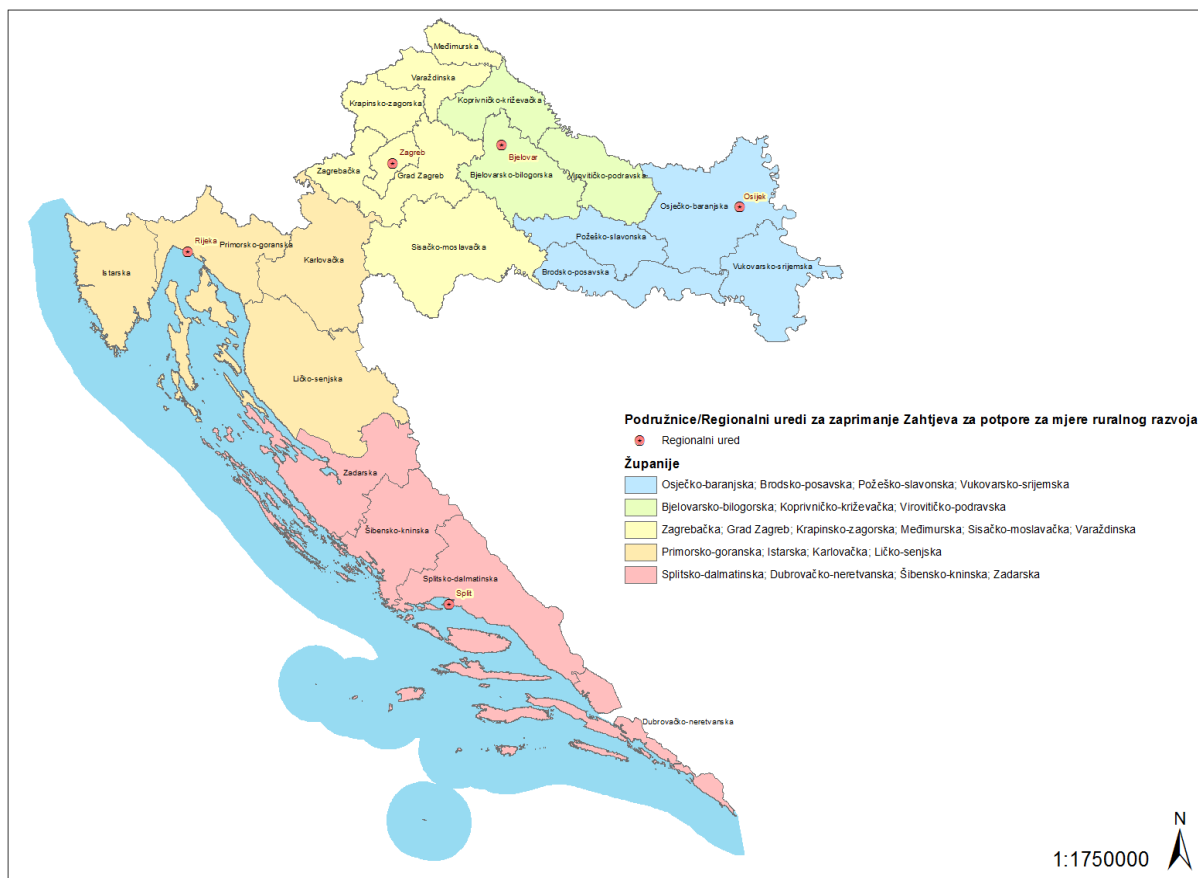 Međimurska
Varaždinska
Krapinsko-zagorska
Koprivničko-križevačka
Zagreb
Bjelovar
Zagrebačka
Grad Zagreb
Bjelovarsko-bilogorska
Virovitičko-podravska
Osijek
Osječko-baranjska
Požeško-slavonska
Rijeka
Primorsko-goranska
Sisačko-moslavačka
Karlovačka
Istarska
Brodsko-posavska
Vukovarsko-srijemska
Ličko-senjska
Zadarska
Šibensko-kninska
Splitsko-dalmatinska
Split
Dubrovačko-neretvanska
Podružnice/Regionalni uredi za zaprimanje Zahtjeva za potpore za mjere ruralnog razvoja
Regionalni ured
Županije
Osječko-baranjska; Brodsko-posavska; Požeško-slavonska; Vukovarsko-srijemska
Bjelovarsko-bilogorska; Koprivničko-križevačka; Virovitičko-podravska
Zagrebačka; Grad Zagreb; Krapinsko-zagorska; Međimurska; Sisačko-moslavačka; Varaždinska
Primorsko-goranska; Istarska; Karlovačka; Ličko-senjska
Splitsko-dalmatinska; Dubrovačko-neretvanska; Šibensko-kninska; Zadarska
N
1:1750000